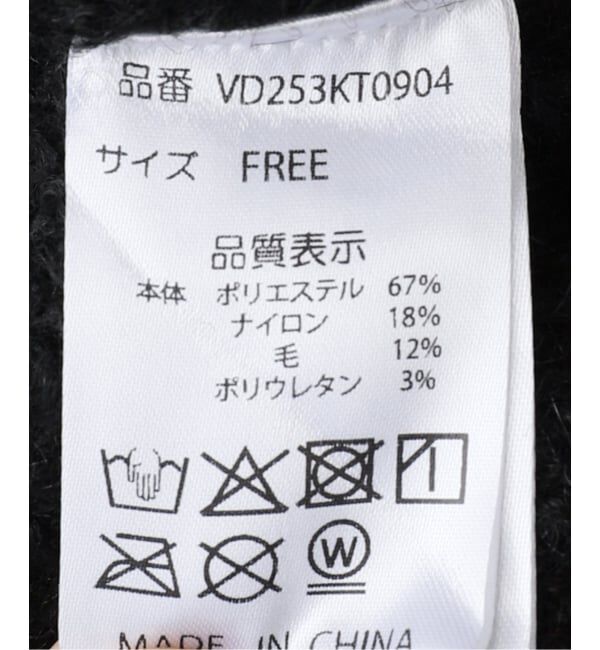 品番 VD253KT0904
サイズ FREE
品質表示
本体 ポリエステル 67%
ナイロン 18%
毛 12%
ポリウレタン 3%
W
MADE IN CHINA